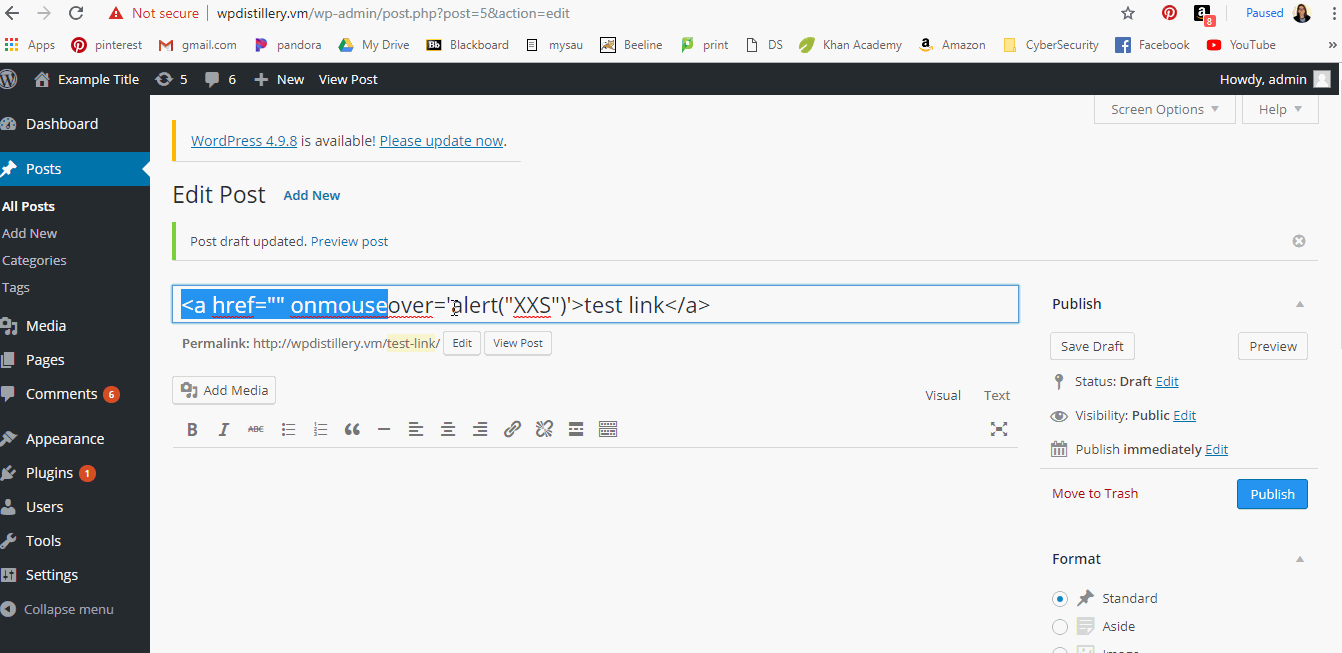 Not secure | wpdistillery.vm/wp-admin/post.php?post=5&action=edit Paused
8
Apps pinterest gmail.com pandora My Drive Bb Blackboard mysau Beeline print DS Khan Academy a Amazon CyberSecurity Facebook YouTube »
Example Title 5 6 + New View Post Howdy, admin
Screen Options Help
Dashboard
WordPress 4.9.8 is available! Please update now.
Posts
Edit Post Add New
All Posts
Add New
Categories
Tags
Post draft updated. Preview post
<a href="" onmouseover='alert("XXS")'>test link</a>
Publish
Media
Permalink: http://wpdistillery.vm/test-link/ Edit View Post
Save Draft Preview
Pages
Status: Draft Edit
Comments 6
Add Media Visual Text
Visibility: Public Edit
Appearance
B I ABC
Publish immediately Edit
Plugins 1
Move to Trash Publish
Users
Tools
Format
Settings
Standard
Collapse menu
Aside
Image